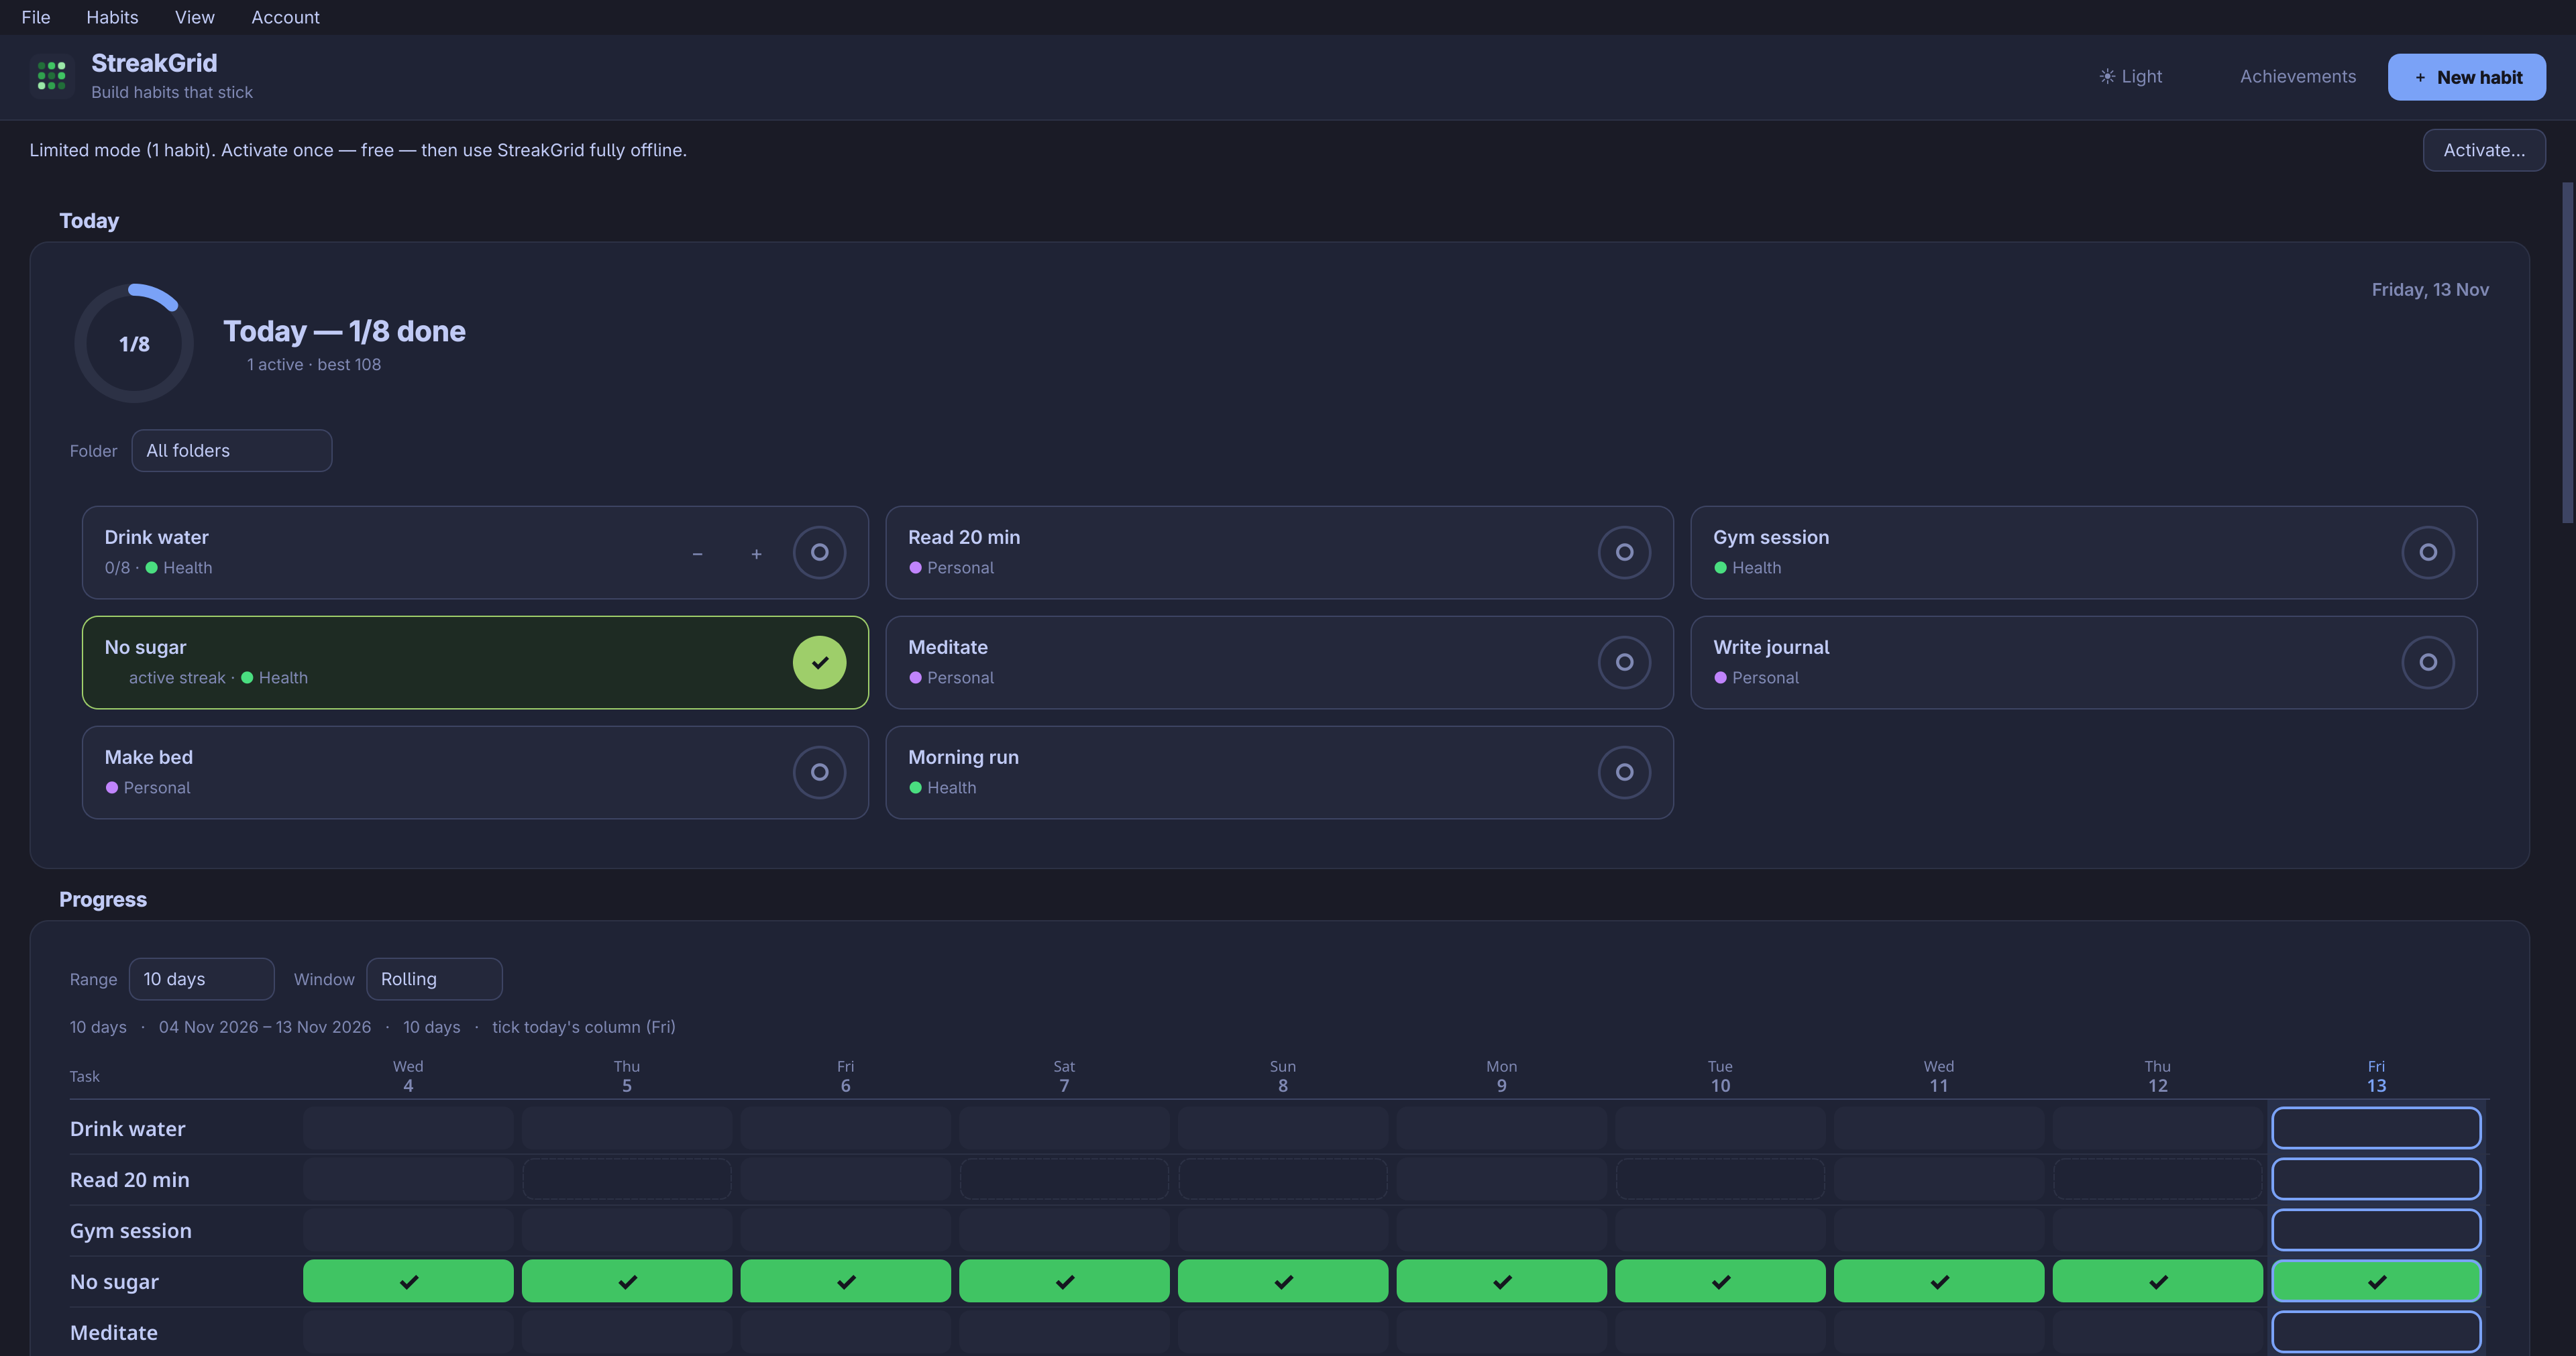 File Habits View Account
StreakGrid
Build habits that stick
☀ Light Achievements + New habit
Limited mode (1 habit). Activate once — free — then use StreakGrid fully offline. Activate...
Today
Friday, 13 Nov
1/8
Today — 1/8 done
1 active · best 108
Folder All folders
Drink water
0/8 · Health
− +
Read 20 min
Personal
Gym session
Health
No sugar
active streak · Health
Meditate
Personal
Write journal
Personal
Make bed
Personal
Morning run
Health
Progress
Range 10 days Window Rolling
10 days · 04 Nov 2026 – 13 Nov 2026 · 10 days · tick today's column (Fri)
Task Wed 4 Thu 5 Fri 6 Sat 7 Sun 8 Mon 9 Tue 10 Wed 11 Thu 12 Fri 13
Drink water
Read 20 min
Gym session
No sugar ✓ ✓ ✓ ✓ ✓ ✓ ✓ ✓ ✓ ✓
Meditate